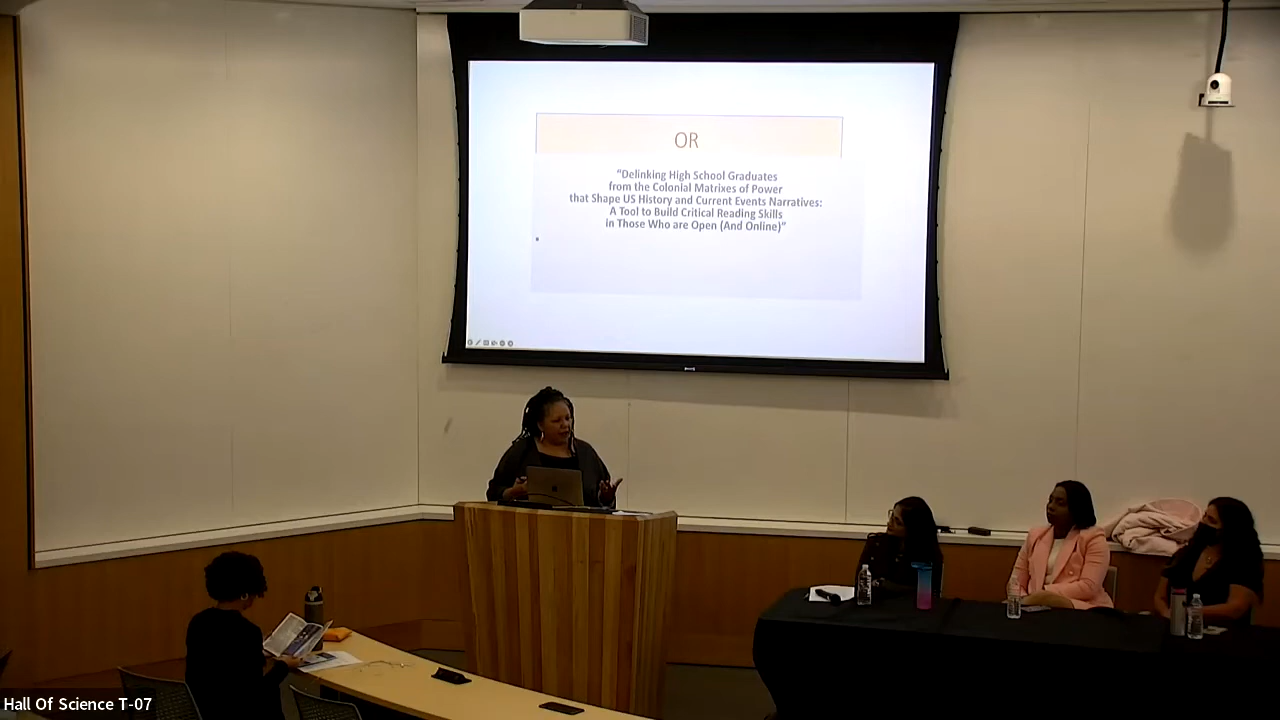 OR
“Delinking High School Graduates
from the Colonial Matrixes of Power
that Shape US History and Current Events Narratives:
A Tool to Build Critical Reading Skills
in Those Who are Open (And Online)”
Hall Of Science T-07